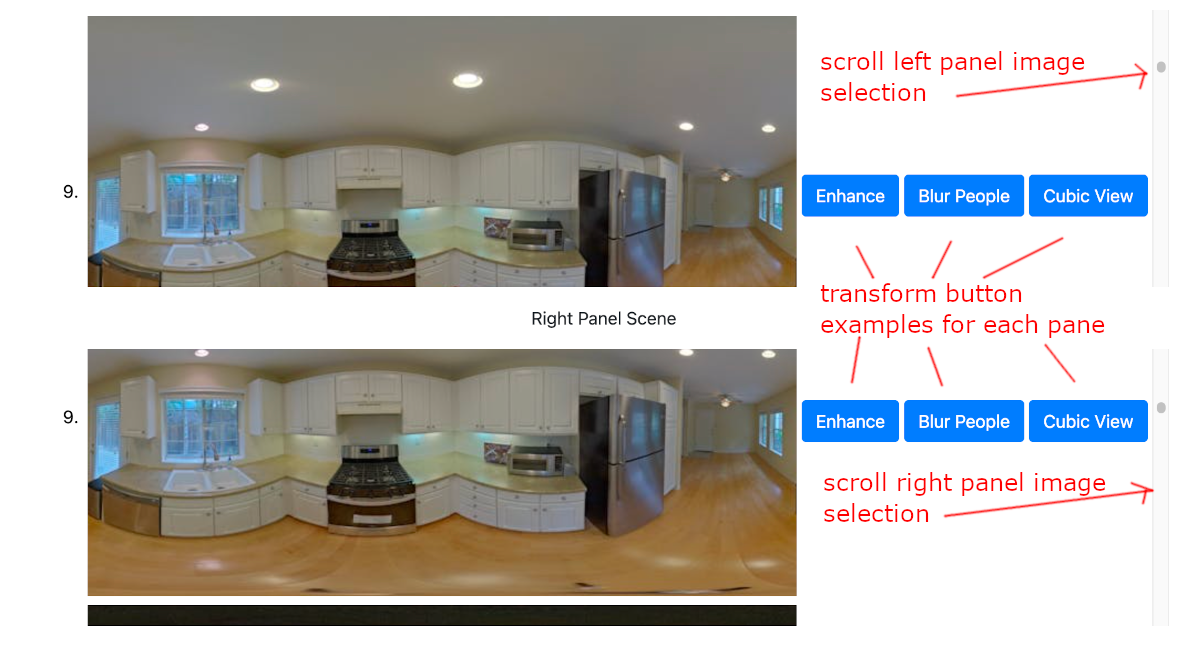 scroll left panel image
selection
9.
Enhance
Blur People
Cubic View
transform button
examples for each pane
Right Panel Scene
9.
Enhance
Blur People
Cubic View
scroll right panel image
selection